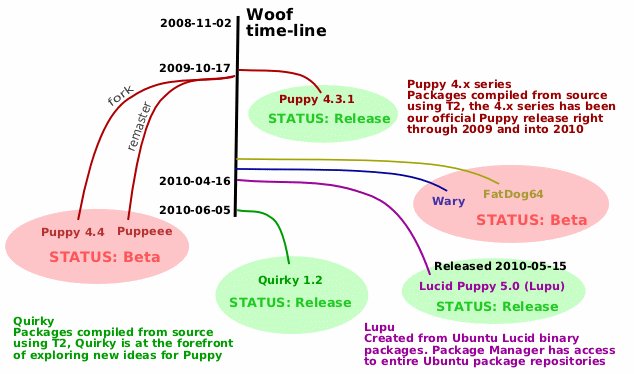 Woof
time-line
2008-11-02
2009-10-17
fork
remaster
Puppy 4.3.1
STATUS: Release
Puppy 4.x series
Packages compiled from source
using T2, the 4.x series has been
our official Puppy release right
through 2009 and into 2010
2010-04-16
2010-06-05
Wary
FatDog64
STATUS: Beta
Puppy 4.4
Puppeee
STATUS: Beta
Released 2010-05-15
Lucid Puppy 5.0 (Lupu)
STATUS: Release
Quirky 1.2
STATUS: Release
Quirky
Packages compiled from source
using T2, Quirky is at the forefront
of exploring new ideas for Puppy
Lupu
Created from Ubuntu Lucid binary
packages. Package Manager has access
to entire Ubuntu package repositories